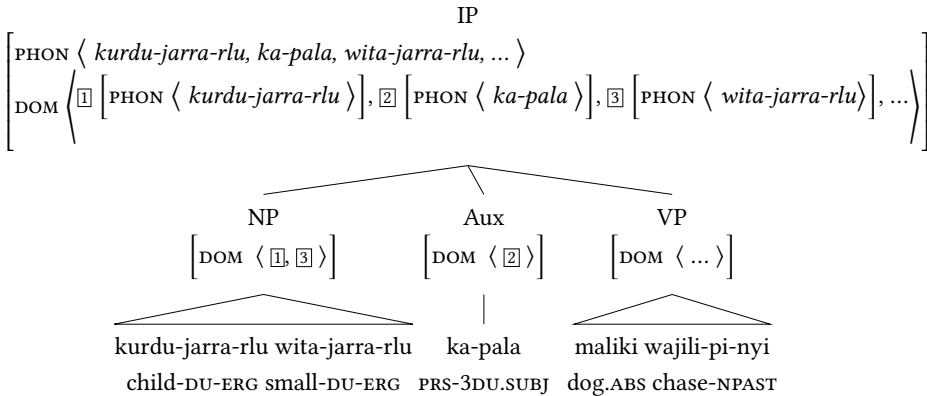 IP
PHON ⟨ kurdu-jarra-rlu, ka-pala, wita-jarra-rlu, … ⟩
DOM ⟨ 1 [PHON ⟨ kurdu-jarra-rlu ⟩], 2 [PHON ⟨ ka-pala ⟩], 3 [PHON ⟨ wita-jarra-rlu⟩], …⟩
NP Aux VP
[DOM ⟨ 1, 3 ⟩] [DOM ⟨ 2 ⟩] [DOM ⟨ … ⟩]
kurdu-jarra-rlu wita-jarra-rlu ka-pala maliki wajili-pi-nyi
child-DU-ERG small-DU-ERG PRS-3DU.SUBJ dog.ABS chase-NPAST